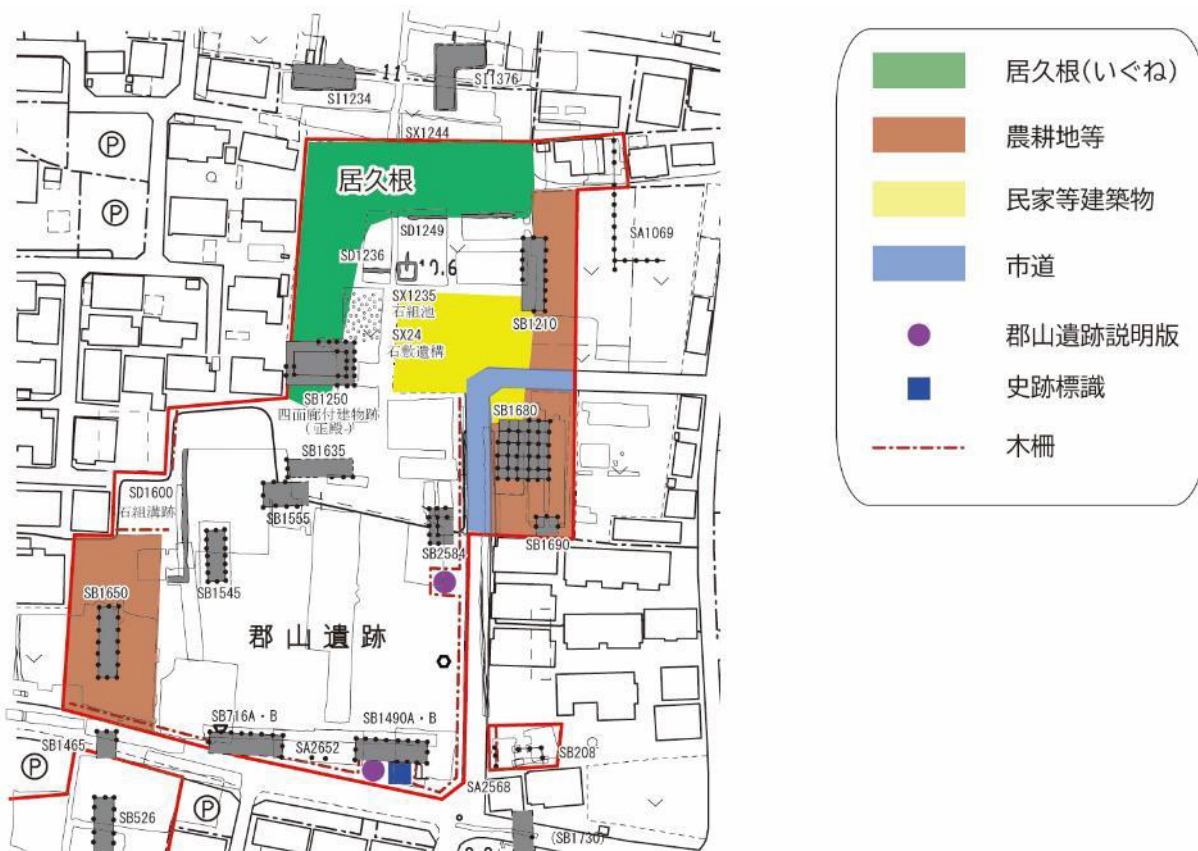 11
SI1234
SI1376
SX1244
居久根
SD1249
SD1236
SA1069
SX1235
石組池
SX24
石敷遺構
SB1210
SB1250
四面廊付建物跡
(正殿)
SB1680
SB1635
SD1600
石組溝跡
SB1555
SB2584
SB1690
SB1545
SB1650
郡山遺跡
SB716A・B
SB1490A・B
SA2652
SB1465
SB208
SA2568
SB526
(SB1730)
P
P
P
P
居久根(いぐね)
農耕地等
民家等建築物
市道
郡山遺跡説明版
史跡標識
木柵